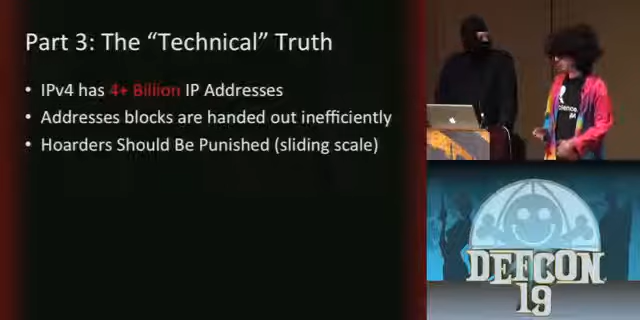 Part 3: The “Technical” Truth
• IPv4 has 4+ Billion IP Addresses
• Addresses blocks are handed out inefficiently
• Hoarders Should Be Punished (sliding scale)
DEFCON
19